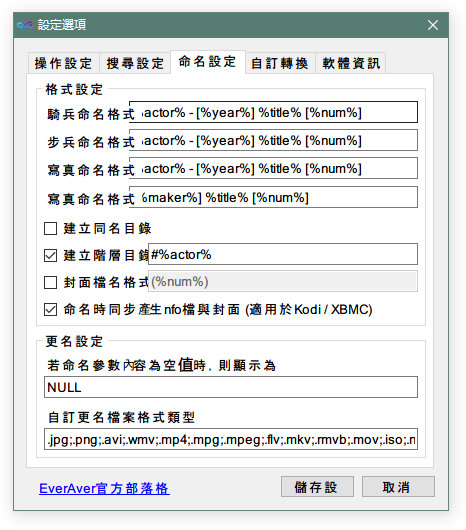 設定選項
操作設定 搜尋設定 命名設定 自訂轉換 軟體資訊
格式設定
騎兵命名格式 %actor% - [%year%] %title% [%num%]
步兵命名格式 %actor% - [%year%] %title% [%num%]
寫真命名格式 %actor% - [%year%] %title% [%num%]
寫真命名格式 %maker%] %title% [%num%]
建立同名目錄
建立階層目錄 #%actor%
封面檔名格式 (%num%)
命名時同步產生nfo檔與封面 (適用於Kodi / XBMC)
更名設定
若命名參數內容為空值時, 則顯示為
NULL
自訂更名檔案格式類型
.jpg;.png;.avi;.wmv;.mp4;.mpg;.mpeg;.flv;.mkv;.rmvb;.mov;.iso;.
EverAver官方部落格 儲存設 取消